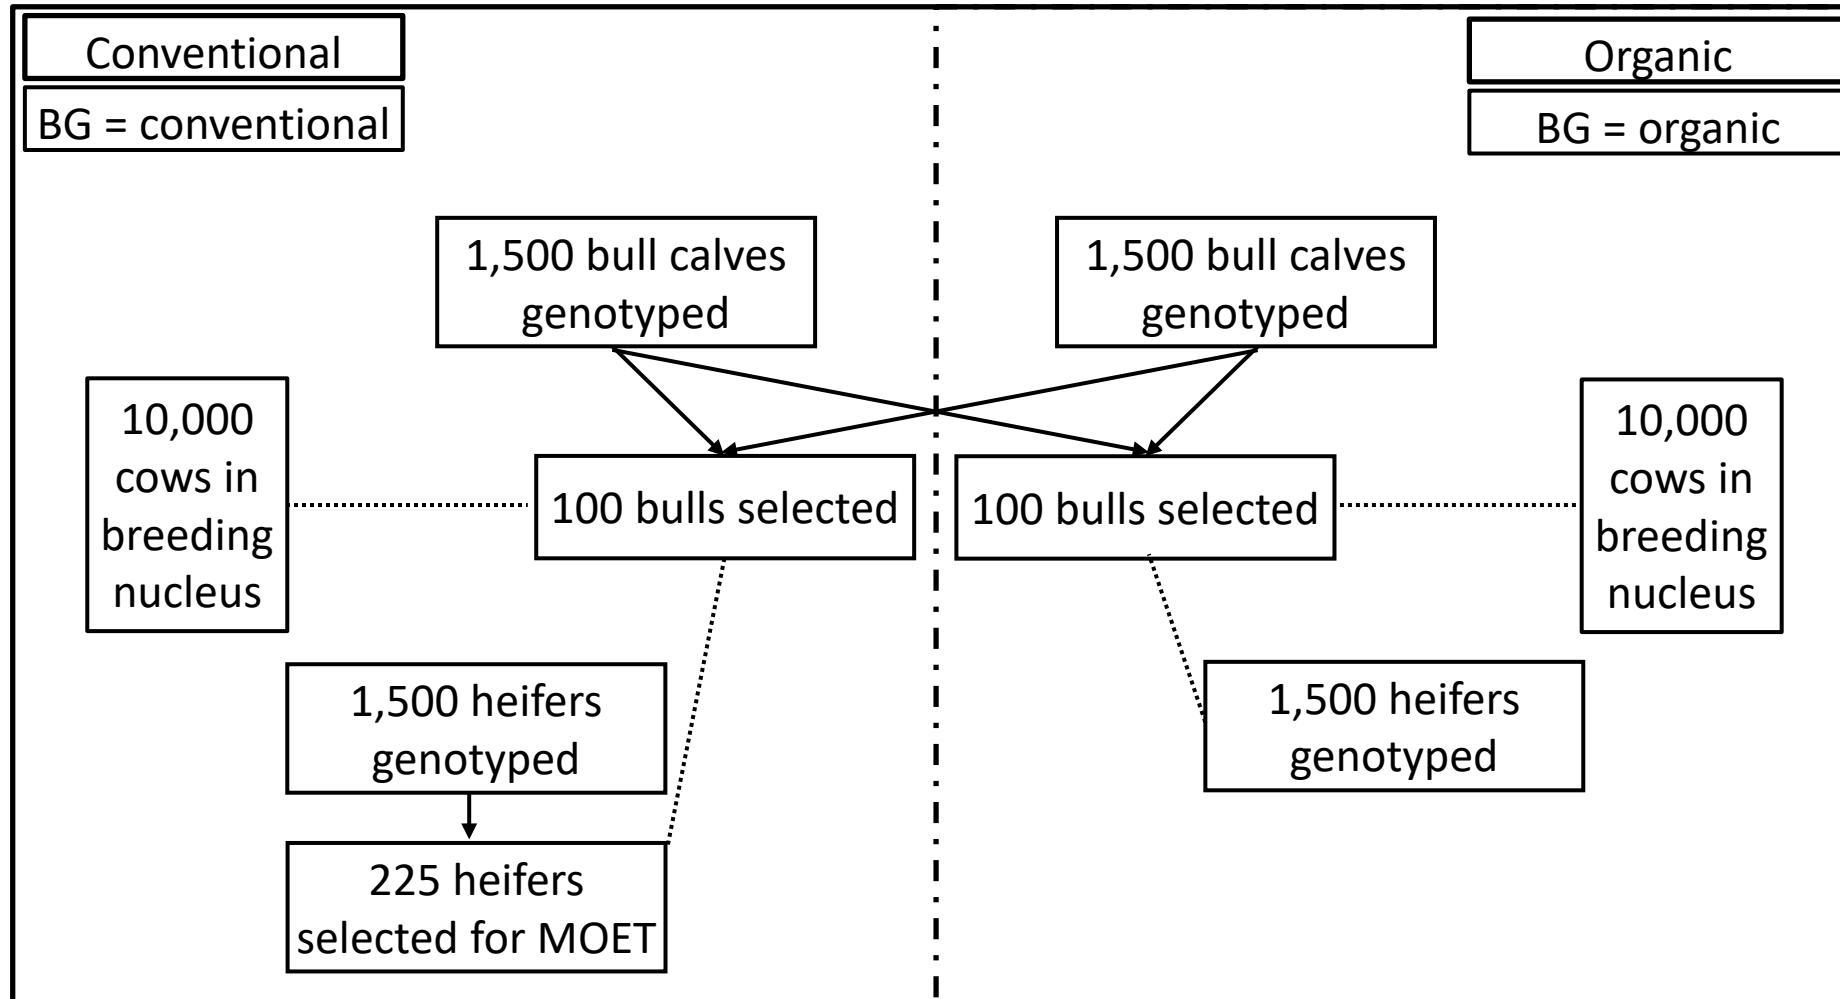 Conventional
BG = conventional
Organic
BG = organic
1,500 bull calves
genotyped
1,500 bull calves
genotyped
10,000
cows in
breeding
nucleus
100 bulls selected
100 bulls selected
10,000
cows in
breeding
nucleus
1,500 heifers
genotyped
1,500 heifers
genotyped
225 heifers
selected for MOET